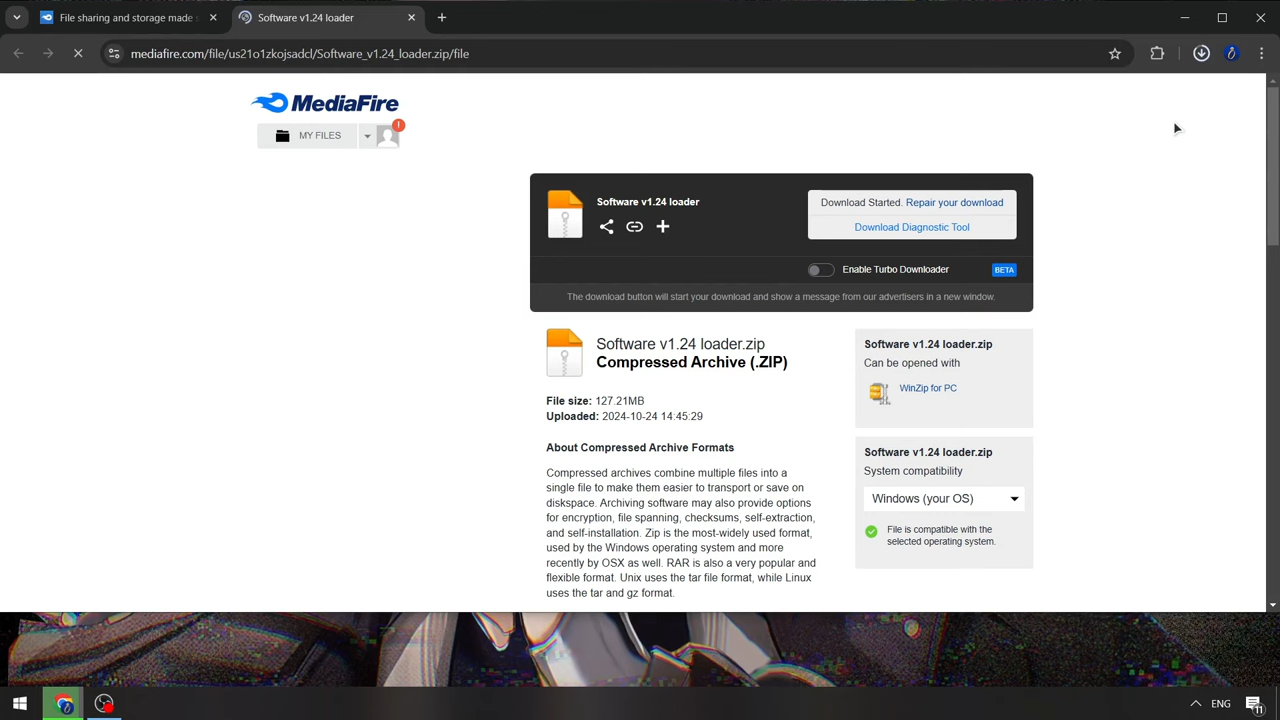 File sharing and storage made s
Software v1.24 loader
mediafire.com/file/us21o1zkojsadcl/Software_v1.24_loader.zip/file
MediaFire
MY FILES
!
Software v1.24 loader
Download Started. Repair your download
Download Diagnostic Tool
Enable Turbo Downloader
BETA
The download button will start your download and show a message from our advertisers in a new window.
Software v1.24 loader.zip
Compressed Archive (.ZIP)
File size: 127.21MB
Uploaded: 2024-10-24 14:45:29
About Compressed Archive Formats
Compressed archives combine multiple files into a
single file to make them easier to transport or save on
diskspace. Archiving software may also provide options
for encryption, file spanning, checksums, self-extraction,
and self-installation. Zip is the most-widely used format,
used by the Windows operating system and more
recently by OSX as well. RAR is also a very popular and
flexible format. Unix uses the tar file format, while Linux
uses the tar and gz format.
Software v1.24 loader.zip
Can be opened with
WinZip for PC
Software v1.24 loader.zip
System compatibility
Windows (your OS)
File is compatible with the
selected operating system.
ENG
11